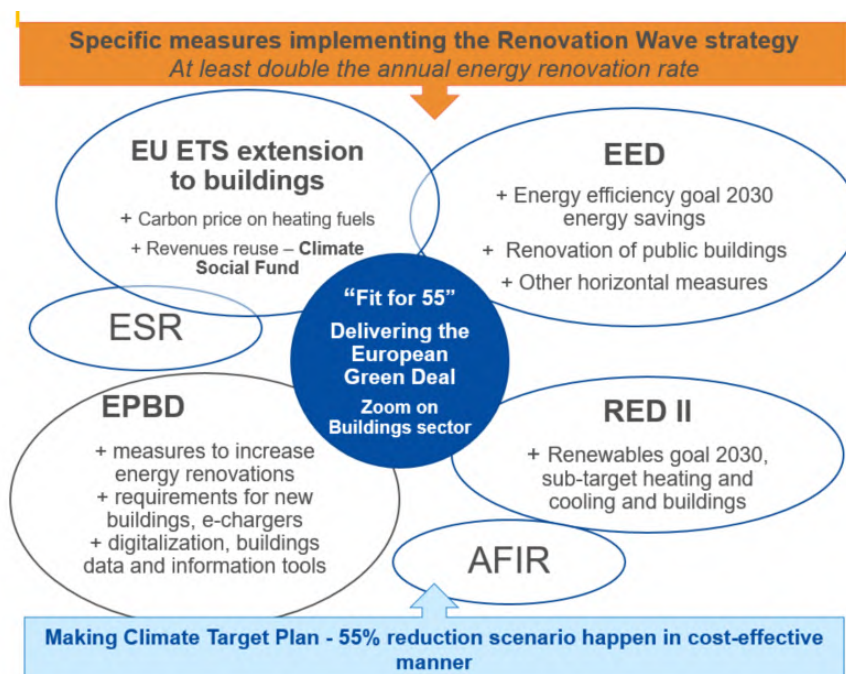 Specific measures implementing the Renovation Wave strategy
At least double the annual energy renovation rate
EU ETS extension
to buildings
+ Carbon price on heating fuels
+ Revenues reuse – Climate
Social Fund
EED
+ Energy efficiency goal 2030
energy savings
+ Renovation of public buildings
+ Other horizontal measures
ESR
“Fit for 55”
Delivering the
European
Green Deal
Zoom on
Buildings sector
EPBD
+ measures to increase
energy renovations
+ requirements for new
buildings, e-chargers
+ digitalization, buildings
data and information tools
RED II
+ Renewables goal 2030,
sub-target heating and
cooling and buildings
AFIR
Making Climate Target Plan - 55% reduction scenario happen in cost-effective
manner